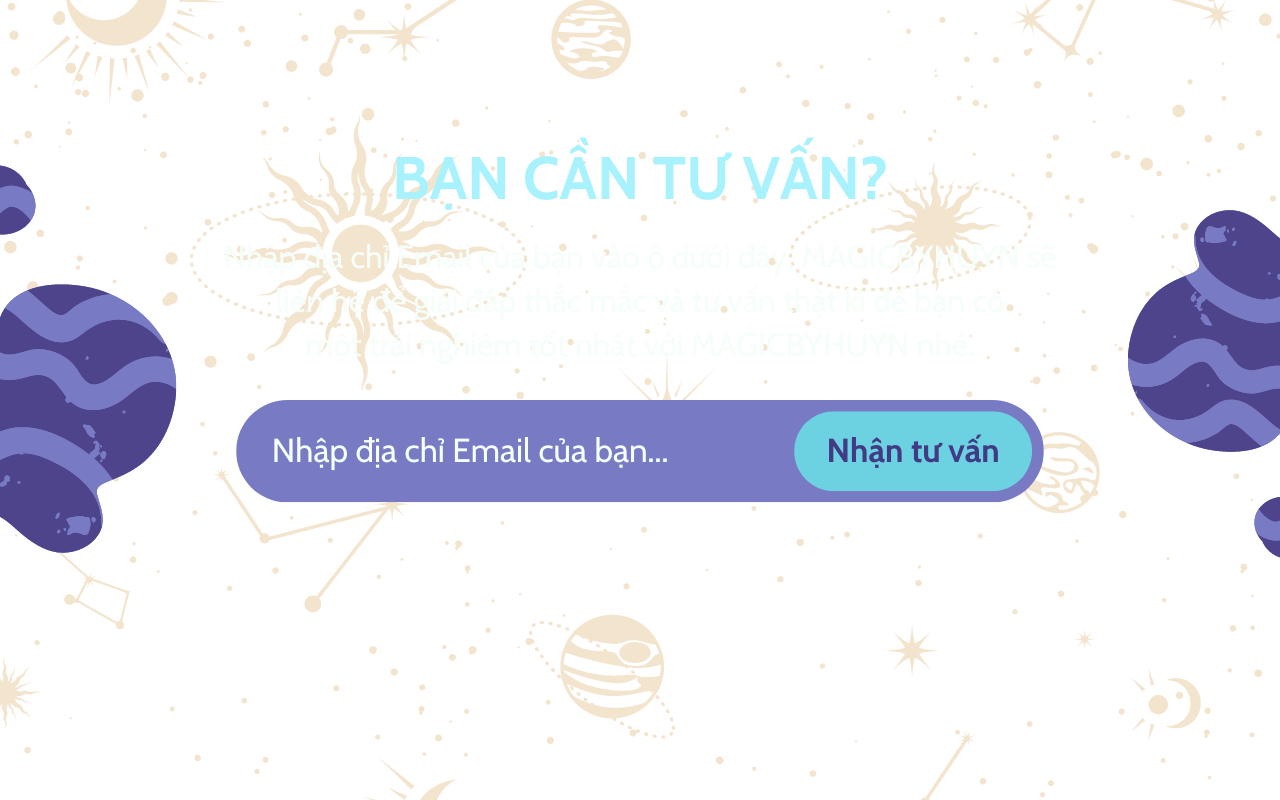 BẠN CẦN TƯ VẤN?
Nhập địa chỉ Email của bạn vào ô dưới đây, MAGICBYHUYN sẽ
liên hệ để giải đáp thắc mắc và tư vấn thật kĩ để bạn có
một trải nghiệm tốt nhất với MAGICBYHUYN nhé.
Nhập địa chỉ Email của bạn...
Nhận tư vấn